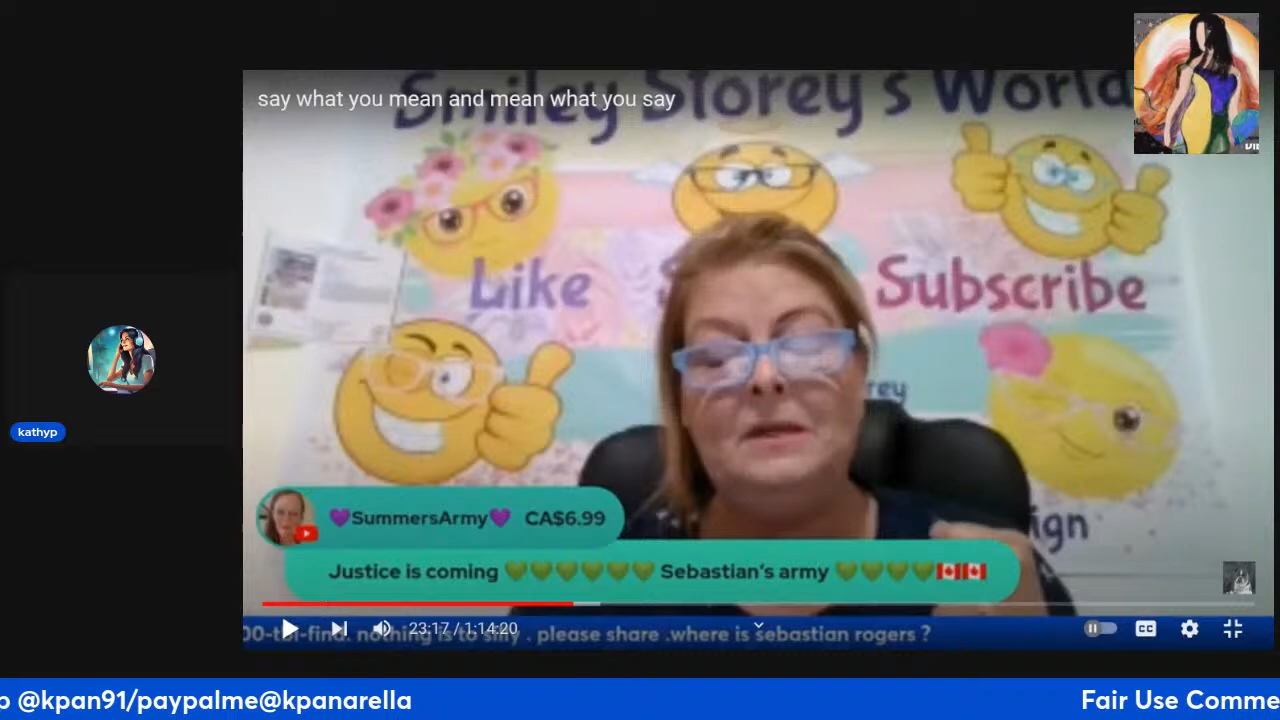 Smiley Storey's World
say what you mean and mean what you say
Like
Subscribe
kathyp
💜SummersArmy💜 CA$6.99
Justice is coming 💚💚💚💚💚💚 Sebastian's army 💚💚💚💚🇨🇦🇨🇦
23:17 / 1:14:20
CC
nothing is to silly . please share .where is sebastian rogers ?
@kpan91/paypalme@kpanarella
Fair Use Comme